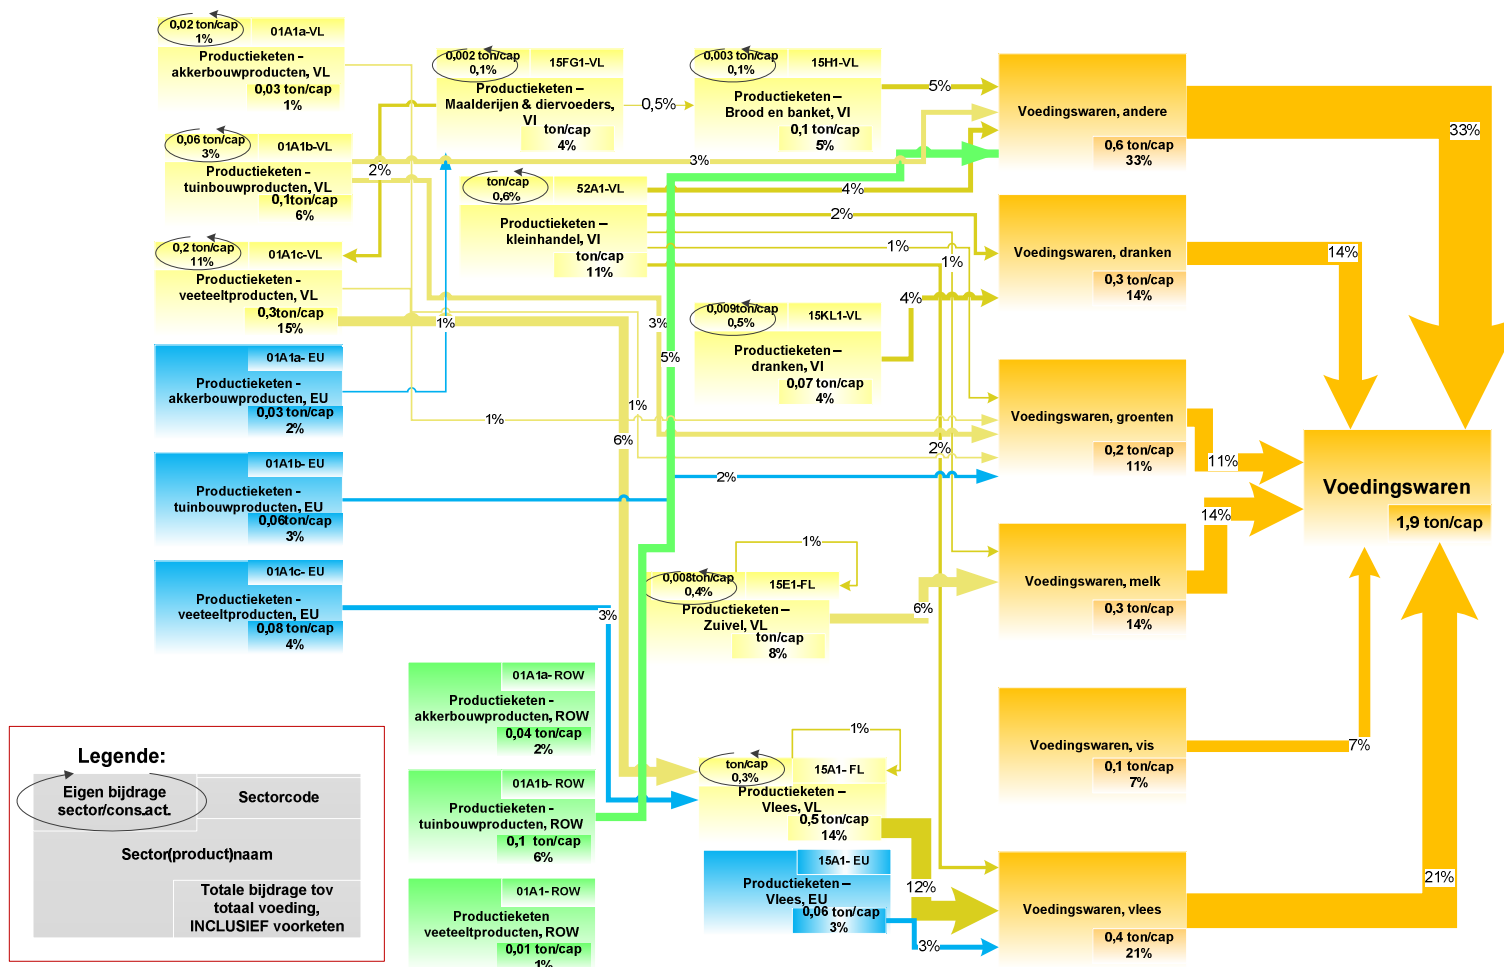 0,02 ton/cap
1%
01A1a-VL
Productieketen -
akkerbouwproducten, VL
0,03 ton/cap
1%
0,06 ton/cap
3%
01A1b-VL
Productieketen -
tuinbouwproducten, VL
0,1ton/cap
6%
0,2 ton/cap
11%
01A1c-VL
Productieketen -
veeteeltproducten, VL
0,3ton/cap
15%
01A1a- EU
Productieketen -
akkerbouwproducten, EU
0,03 ton/cap
2%
01A1b- EU
Productieketen -
tuinbouwproducten, EU
0,06ton/cap
3%
01A1c- EU
Productieketen -
veeteeltproducten, EU
0,08 ton/cap
4%
0,002 ton/cap
0,1%
15FG1-VL
Productieketen –
Maalderijen & diervoeders,
VI
ton/cap
4%
0,5%
0,003 ton/cap
0,1%
15H1-VL
Productieketen –
Brood en banket, VI
0,1 ton/cap
5%
ton/cap
0,6%
52A1-VL
Productieketen –
kleinhandel, VI
ton/cap
11%
0,009ton/cap
0,5%
15KL1-VL
Productieketen –
dranken, VI
0,07 ton/cap
4%
0,008ton/cap
0,4%
15E1-FL
Productieketen –
Zuivel, VL
ton/cap
8%
01A1a- ROW
Productieketen -
akkerbouwproducten, ROW
0,04 ton/cap
2%
01A1b- ROW
Productieketen -
tuinbouwproducten, ROW
0,1 ton/cap
6%
01A1- ROW
Productieketen
veeteeltproducten, ROW
0,01 ton/cap
1%
ton/cap
0,3%
15A1- FL
Productieketen –
Vlees, VL
0,5 ton/cap
14%
15A1- EU
Productieketen –
Vlees, EU
0,06 ton/cap
3%
2%
3%
5%
4%
2%
1%
1%
4%
1%
3%
5%
1%
1%
6%
2%
2%
3%
1%
6%
1%
12%
3%
Voedingswaren, andere
0,6 ton/cap
33%
Voedingswaren, dranken
0,3 ton/cap
14%
Voedingswaren, groenten
0,2 ton/cap
11%
Voedingswaren, melk
0,3 ton/cap
14%
Voedingswaren, vis
0,1 ton/cap
7%
Voedingswaren, vlees
0,4 ton/cap
21%
33%
14%
11%
14%
7%
21%
Voedingswaren
1,9 ton/cap
Legende:
Eigen bijdrage
sector/cons.act.
Sectorcode
Sector(product)naam
Totale bijdrage tov
totaal voeding,
INCLUSIEF voorketen